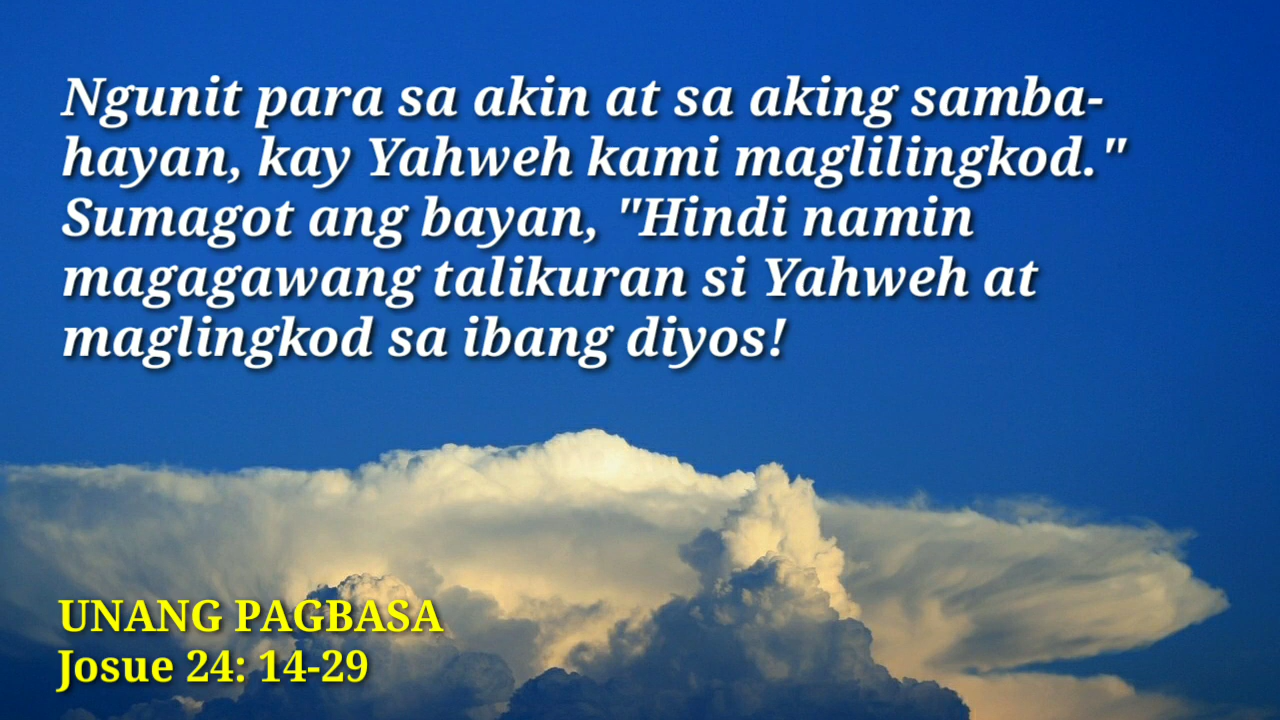 Ngunit para sa akin at sa aking samba-
hayan, kay Yahweh kami maglilingkod."
Sumagot ang bayan, "Hindi namin
magagawang talikuran si Yahweh at
maglingkod sa ibang diyos!
UNANG PAGBASA
Josue 24: 14-29